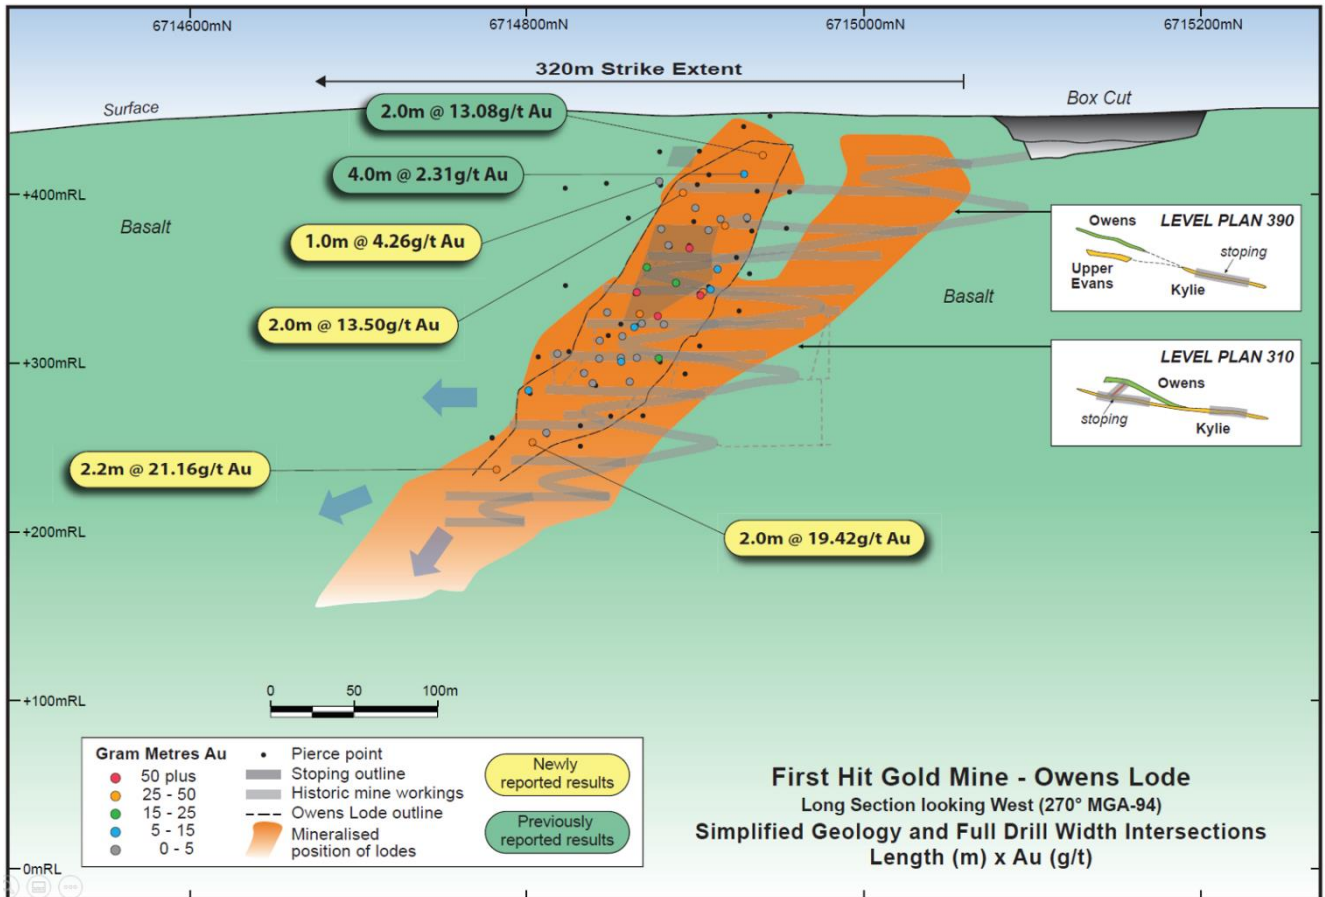 6714600mN
6714800mN
6715000mN
6715200mN
320m Strike Extent
Surface
Box Cut
2.0m @ 13.08g/t Au
4.0m @ 2.31g/t Au
+400mRL
Basalt
1.0m @ 4.26g/t Au
2.0m @ 13.50g/t Au
Basalt
LEVEL PLAN 390
Owens
stoping
Upper
Evans
Kylie
+300mRL
LEVEL PLAN 310
Owens
stoping
Kylie
2.2m @ 21.16g/t Au
+200mRL
2.0m @ 19.42g/t Au
+100mRL
0 50 100m
Gram Metres Au
50 plus
25 - 50
15 - 25
5 - 15
0 - 5
Pierce point
Stoping outline
Historic mine workings
Owens Lode outline
Mineralised
position of lodes
Newly
reported results
Previously
reported results
First Hit Gold Mine - Owens Lode
Long Section looking West (270° MGA-94)
Simplified Geology and Full Drill Width Intersections
Length (m) x Au (g/t)
0mRL